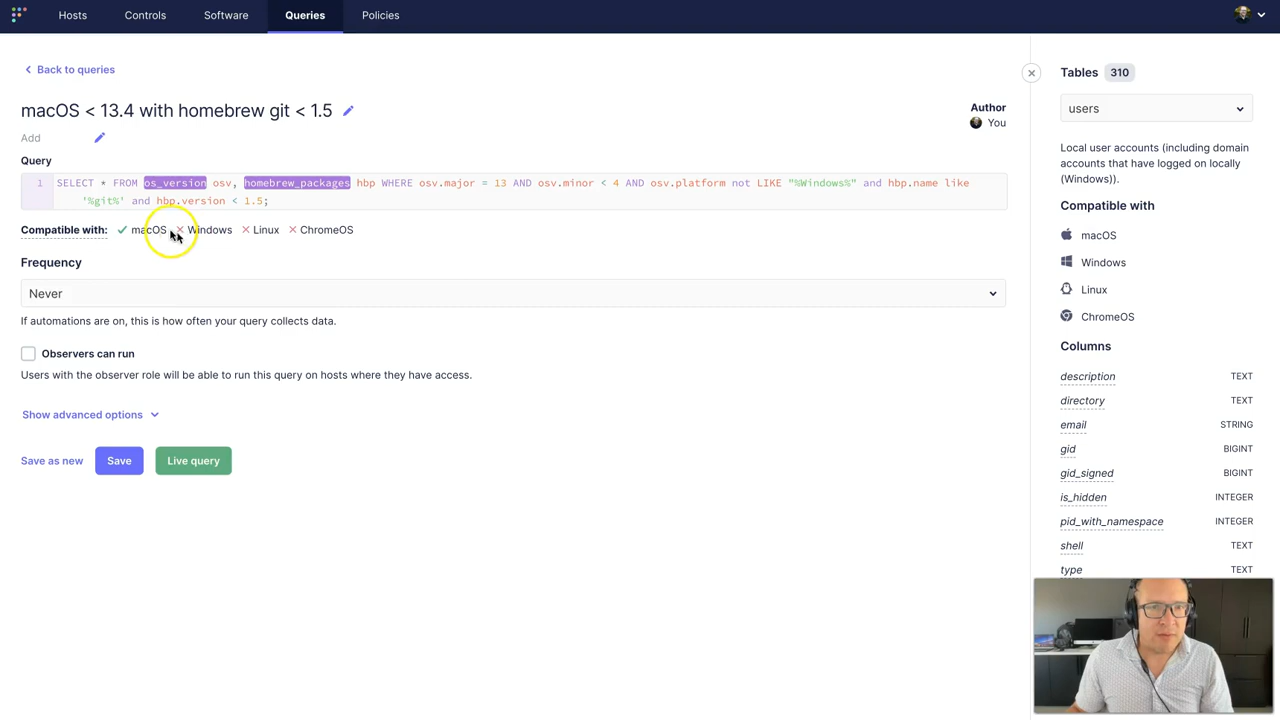 Hosts
Controls
Software
Queries
Policies
Back to queries
macOS < 13.4 with homebrew git < 1.5
Author
You
Add
Query
1 SELECT * FROM os_version osv, homebrew_packages hbp WHERE osv.major = 13 AND osv.minor < 4 AND osv.platform not LIKE "%Windows%" and hbp.name like
'%git%' and hbp.version < 1.5;
Compatible with: macOS Windows Linux ChromeOS
Frequency
Never
If automations are on, this is how often your query collects data.
Observers can run
Users with the observer role will be able to run this query on hosts where they have access.
Show advanced options
Save as new
Save
Live query
Tables 310
users
Local user accounts (including domain
accounts that have logged on locally
(Windows)).
Compatible with
macOS
Windows
Linux
ChromeOS
Columns
description TEXT
directory TEXT
email STRING
gid BIGINT
gid_signed BIGINT
is_hidden INTEGER
pid_with_namespace INTEGER
shell TEXT
type TEXT